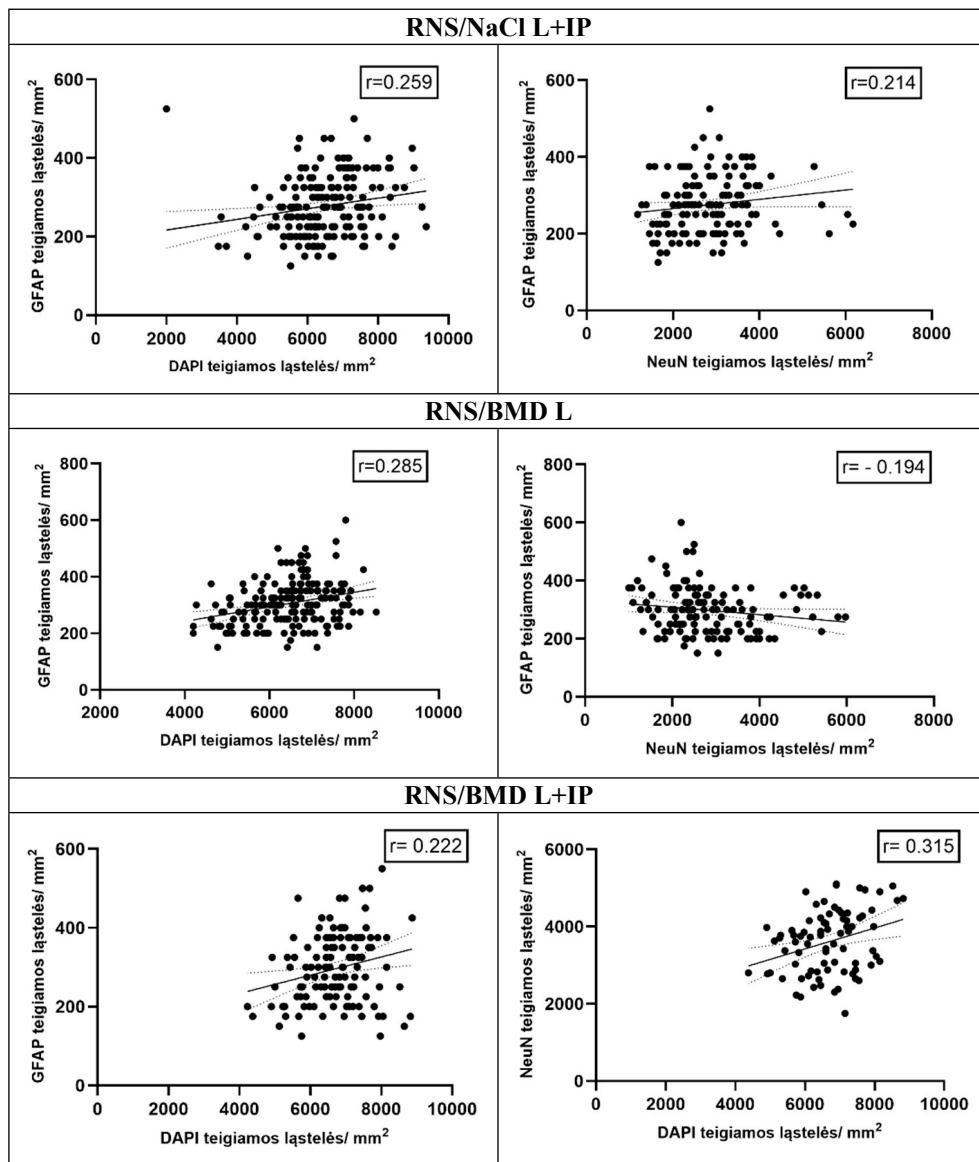 RNS/NaCl L+IP
r=0.259
600
400
200
0
GFAP teigiamos ląstelės/ mm²
0 2000 4000 6000 8000 10000
DAPI teigiamos ląstelės/ mm²
r=0.214
600
400
200
0
GFAP teigiamos ląstelės/ mm²
0 2000 4000 6000 8000
NeuN teigiamos ląstelės/ mm²
RNS/BMD L
r=0.285
800
600
400
200
0
GFAP teigiamos ląstelės/ mm²
2000 4000 6000 8000 10000
DAPI teigiamos ląstelės/ mm²
r= - 0.194
800
600
400
200
0
GFAP teigiamos ląstelės/ mm²
0 2000 4000 6000 8000
NeuN teigiamos ląstelės/ mm²
RNS/BMD L+IP
r= 0.222
600
400
200
0
GFAP teigiamos ląstelės/ mm²
0 2000 4000 6000 8000 10000
DAPI teigiamos ląstelės/ mm²
r= 0.315
6000
4000
2000
0
NeuN teigiamos ląstelės/ mm²
0 2000 4000 6000 8000 10000
DAPI teigiamos ląstelės/ mm²